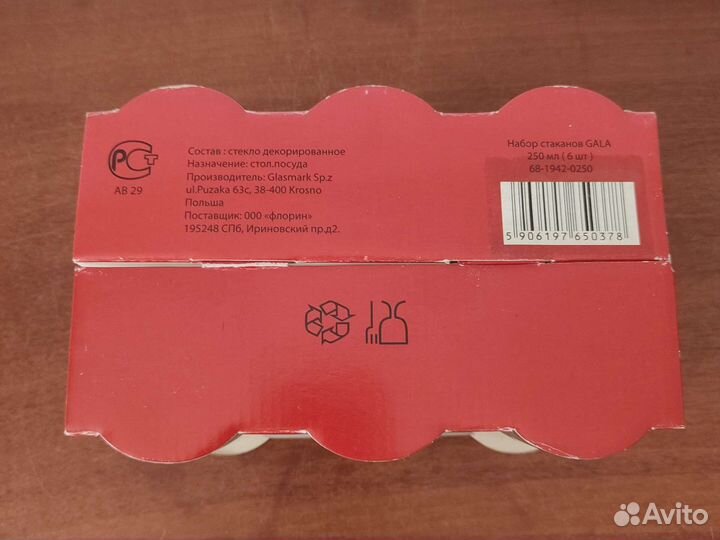 РСТ
АВ 29
Состав : стекло декорированное
Назначение: стол.посуда
Производитель: Glasmark Sp.z
ul.Puzaka 63c, 38-400 Krosno
Польша
Поставщик: ООО «флорин»
195248 СПб, Ириновский пр.д2.
Набор стаканов GALA
250 мл ( 6 шт )
68-1942-0250
5 906197 650378
Avito